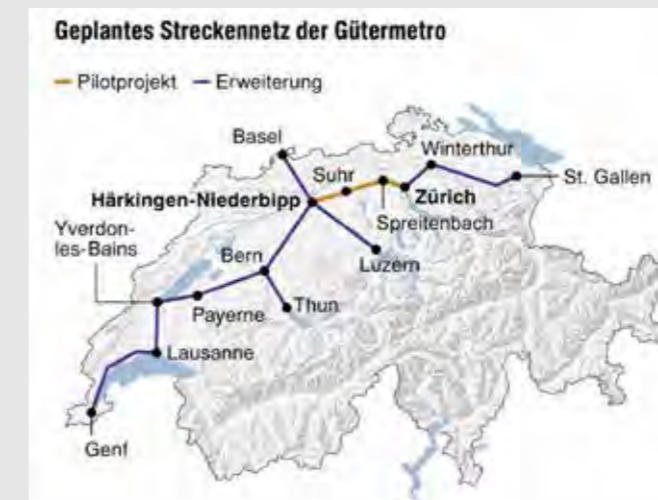 Geplantes Streckennetz der Gütermetro
Pilotprojekt
Erweiterung
Basel
Winterthur
Suhr
St. Gallen
Härkingen-Niederbipp
Zürich
Yverdon-
les-Bains
Spreitenbach
Bern
Luzern
Payerne
Thun
Lausanne
Genf